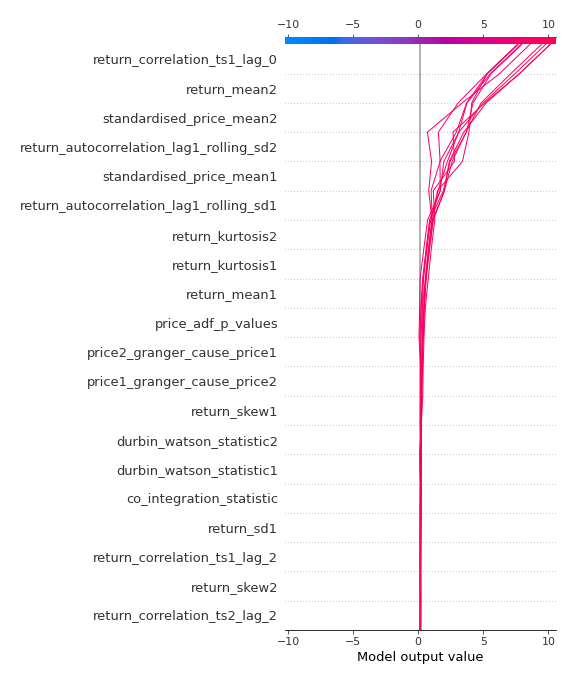 −10 −5 0 5 10
return_correlation_ts1_lag_0
return_mean2
standardised_price_mean2
return_autocorrelation_lag1_rolling_sd2
standardised_price_mean1
return_autocorrelation_lag1_rolling_sd1
return_kurtosis2
return_kurtosis1
return_mean1
price_adf_p_values
price2_granger_cause_price1
price1_granger_cause_price2
return_skew1
durbin_watson_statistic2
durbin_watson_statistic1
co_integration_statistic
return_sd1
return_correlation_ts1_lag_2
return_skew2
return_correlation_ts2_lag_2
−10 −5 0 5 10
Model output value